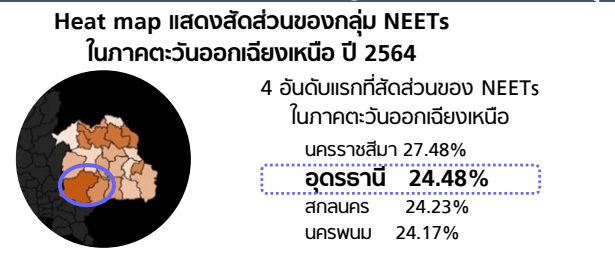 Heat map แสดงสัดส่วนของกลุ่ม NEETs
ในภาคตะวันออกเฉียงเหนือ ปี 2564
4 อันดับแรกที่สัดส่วนของ NEETs
ในภาคตะวันออกเฉียงเหนือ
นครราชสีมา 27.48%
อุดรธานี 24.48%
สกลนคร 24.23%
นครพนม 24.17%